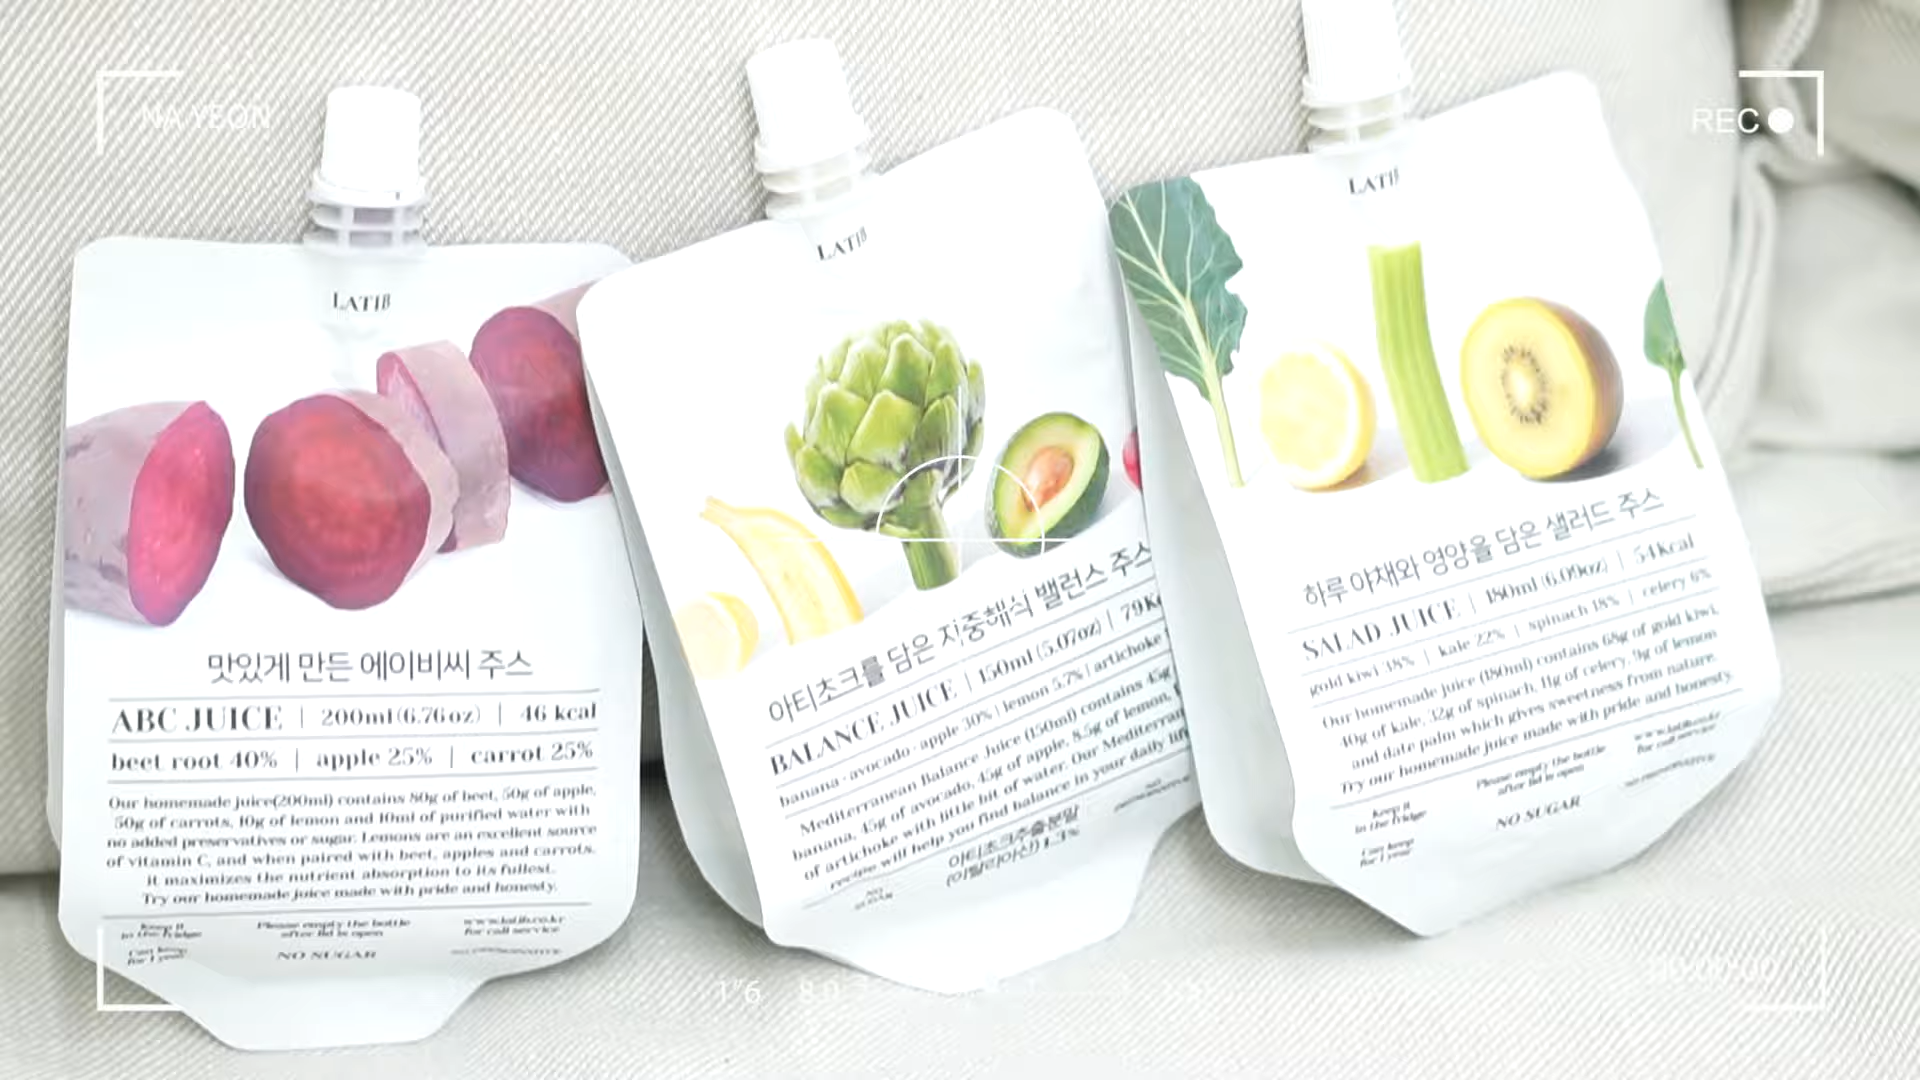 NA YEON
REC
LATIB
맛있게 만든 에이비씨 주스
ABC JUICE | 200ml(6.76oz) | 46 kcal
beet root 40% | apple 25% | carrot 25%
Our homemade juice(200ml) contains 80g of beet, 50g of apple,
50g of carrots, 10g of lemon and 10ml of purified water with
no added preservatives or sugar. Lemons are an excellent source
of vitamin C, and when paired with beet, apples and carrots,
it maximizes the nutrient absorption to its fullest.
Try our homemade juice made with pride and honesty.
Keep it
in the fridge
Please empty the bottle
after lid is open
www.latib.co.kr
for call service
Can keep
for 1 year
NO SUGAR
LATIB
아티초크를 담은 지중해식 밸런스 주스
BALANCE JUICE | 150ml (5.07oz) | 79K
banana · avocado · apple 30% | lemon 5.7% | artichoke
Mediterranean Balance Juice (150ml) contains 45g
banana, 45g of avocado, 45g of apple, 8.5g of lemon,
of artichoke with little bit of water. Our Mediterran
recipe will help you find balance in your daily life
아티초크추출분말
(이탈리아산) 1.3%
NO
SUGAR
LATIB
하루 야채와 영양을 담은 샐러드 주스
SALAD JUICE | 180ml (6.09oz) | 54Kcal
gold kiwi 38% | kale 22% | spinach 18% | celery 6%
Our homemade juice (180ml) contains 68g of gold kiwi,
40g of kale, 32g of spinach, 11g of celery, 9g of lemon
and date palm which gives sweetness from nature.
Try our homemade juice made with pride and honesty.
Keep it
in the fridge
Please empty the bottle
after lid is open
www.latib.co.kr
for call service
Can keep
for 1 year
NO SUGAR
1"6 80